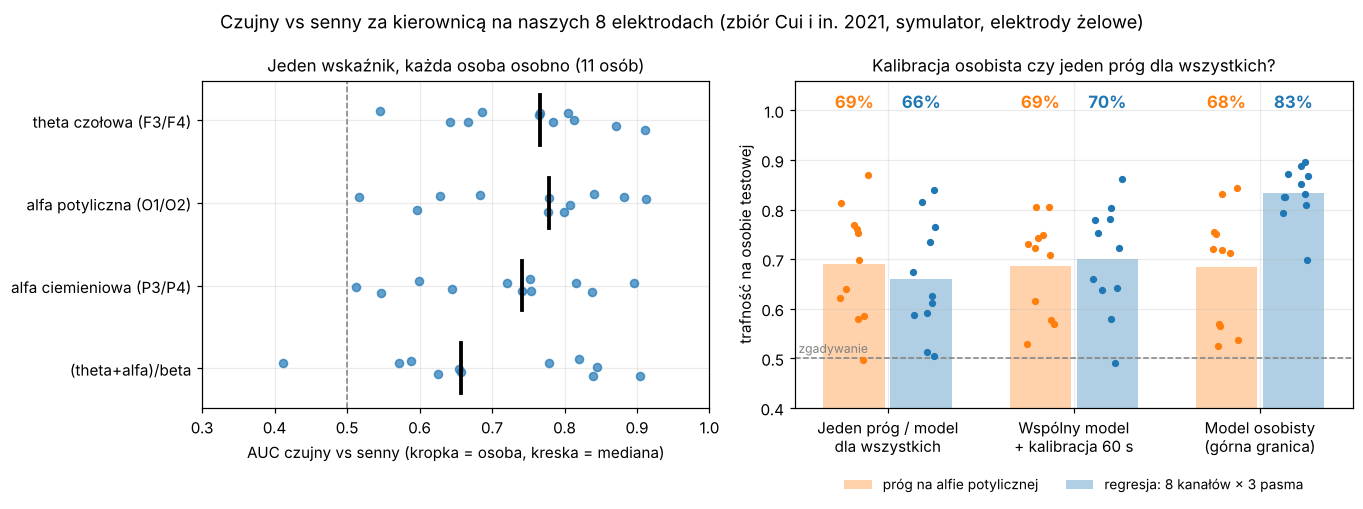 Czujny vs senny za kierownicą na naszych 8 elektrodach (zbiór Cui i in. 2021, symulator, elektrody żelowe)
Jeden wskaźnik, każda osoba osobno (11 osób)
theta czołowa (F3/F4)
alfa potyliczna (O1/O2)
alfa ciemieniowa (P3/P4)
(theta+alfa)/beta
0.3 0.4 0.5 0.6 0.7 0.8 0.9 1.0
AUC czujny vs senny (kropka = osoba, kreska = mediana)
Kalibracja osobista czy jeden próg dla wszystkich?
69% 66% 69% 70% 68% 83%
trafność na osobie testowej
1.0
0.9
0.8
0.7
0.6
0.5
0.4
zgadywanie
Jeden próg / model
dla wszystkich
Wspólny model
+ kalibracja 60 s
Model osobisty
(górna granica)
próg na alfie potylicznej
regresja: 8 kanałów × 3 pasma